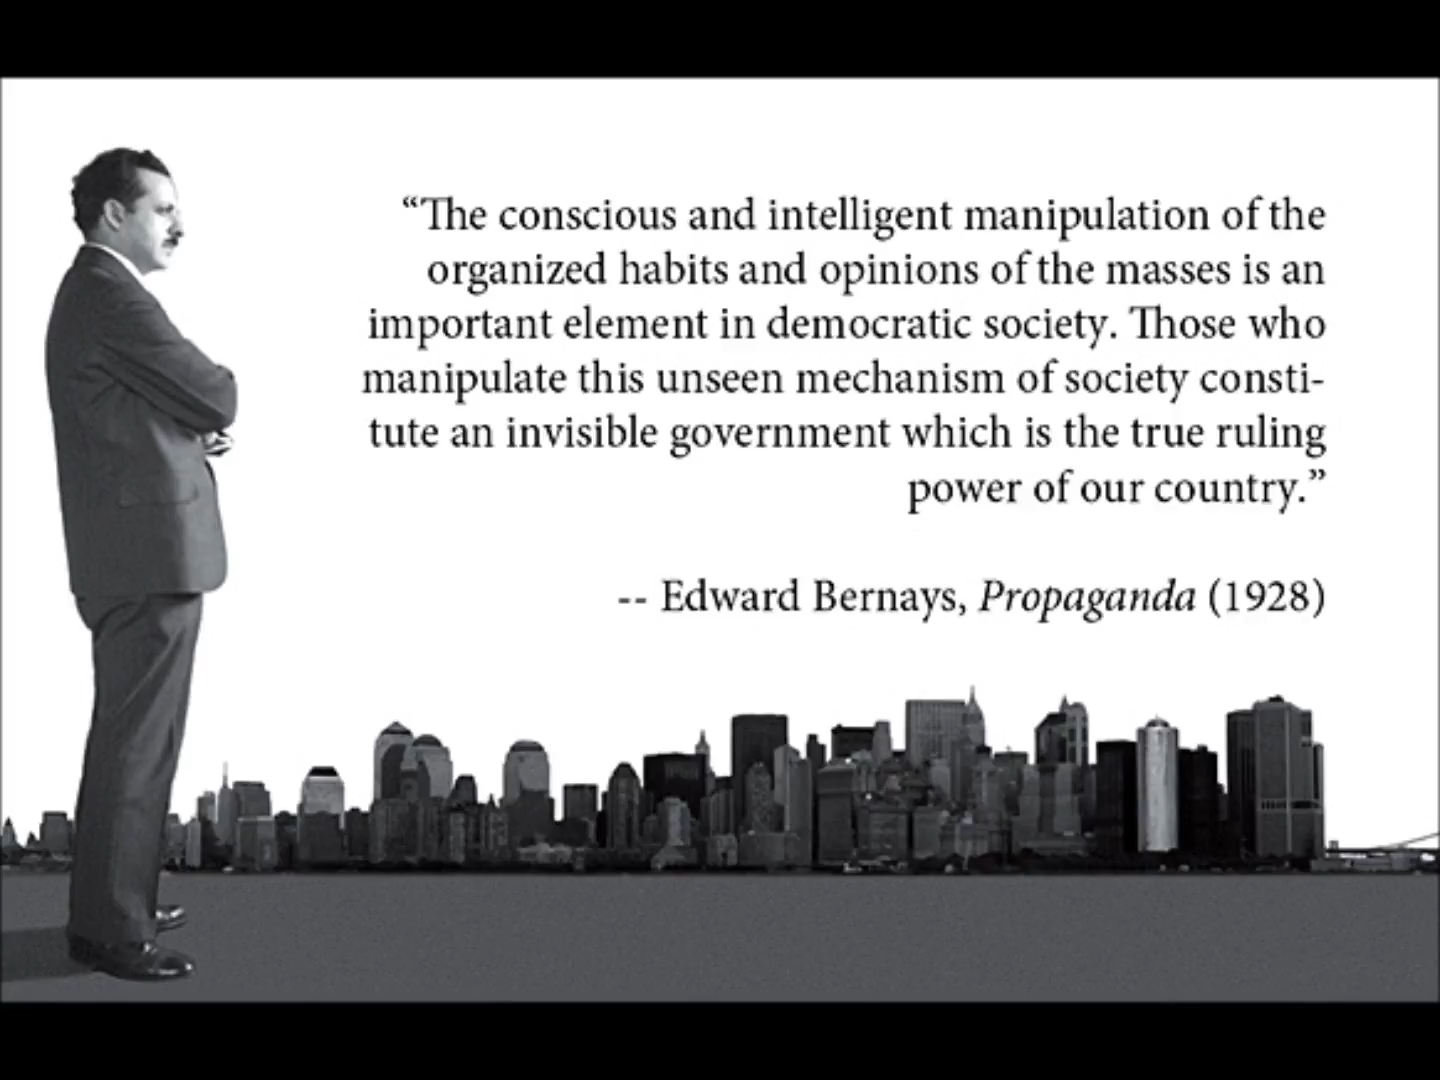 “The conscious and intelligent manipulation of the
organized habits and opinions of the masses is an
important element in democratic society. Those who
manipulate this unseen mechanism of society consti-
tute an invisible government which is the true ruling
power of our country.”
-- Edward Bernays, Propaganda (1928)